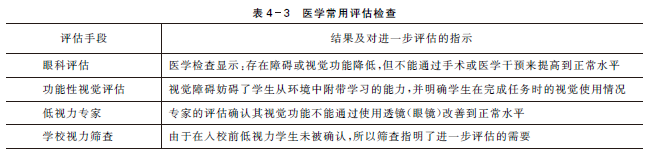 表4-3 医学常用评估检查
评估手段 结果及对进一步评估的指示
眼科评估 医学检查显示:存在障碍或视觉功能降低,但不能通过手术或医学干预来提高到正常水平
功能性视觉评估 视觉障碍妨碍了学生从环境中附带学习的能力,并明确学生在完成任务时的视觉使用情况
低视力专家 专家的评估确认其视觉功能不能通过使用透镜(眼镜)改善到正常水平
学校视力筛查 由于在入校前低视力学生未被确认,所以筛查指明了进一步评估的需要